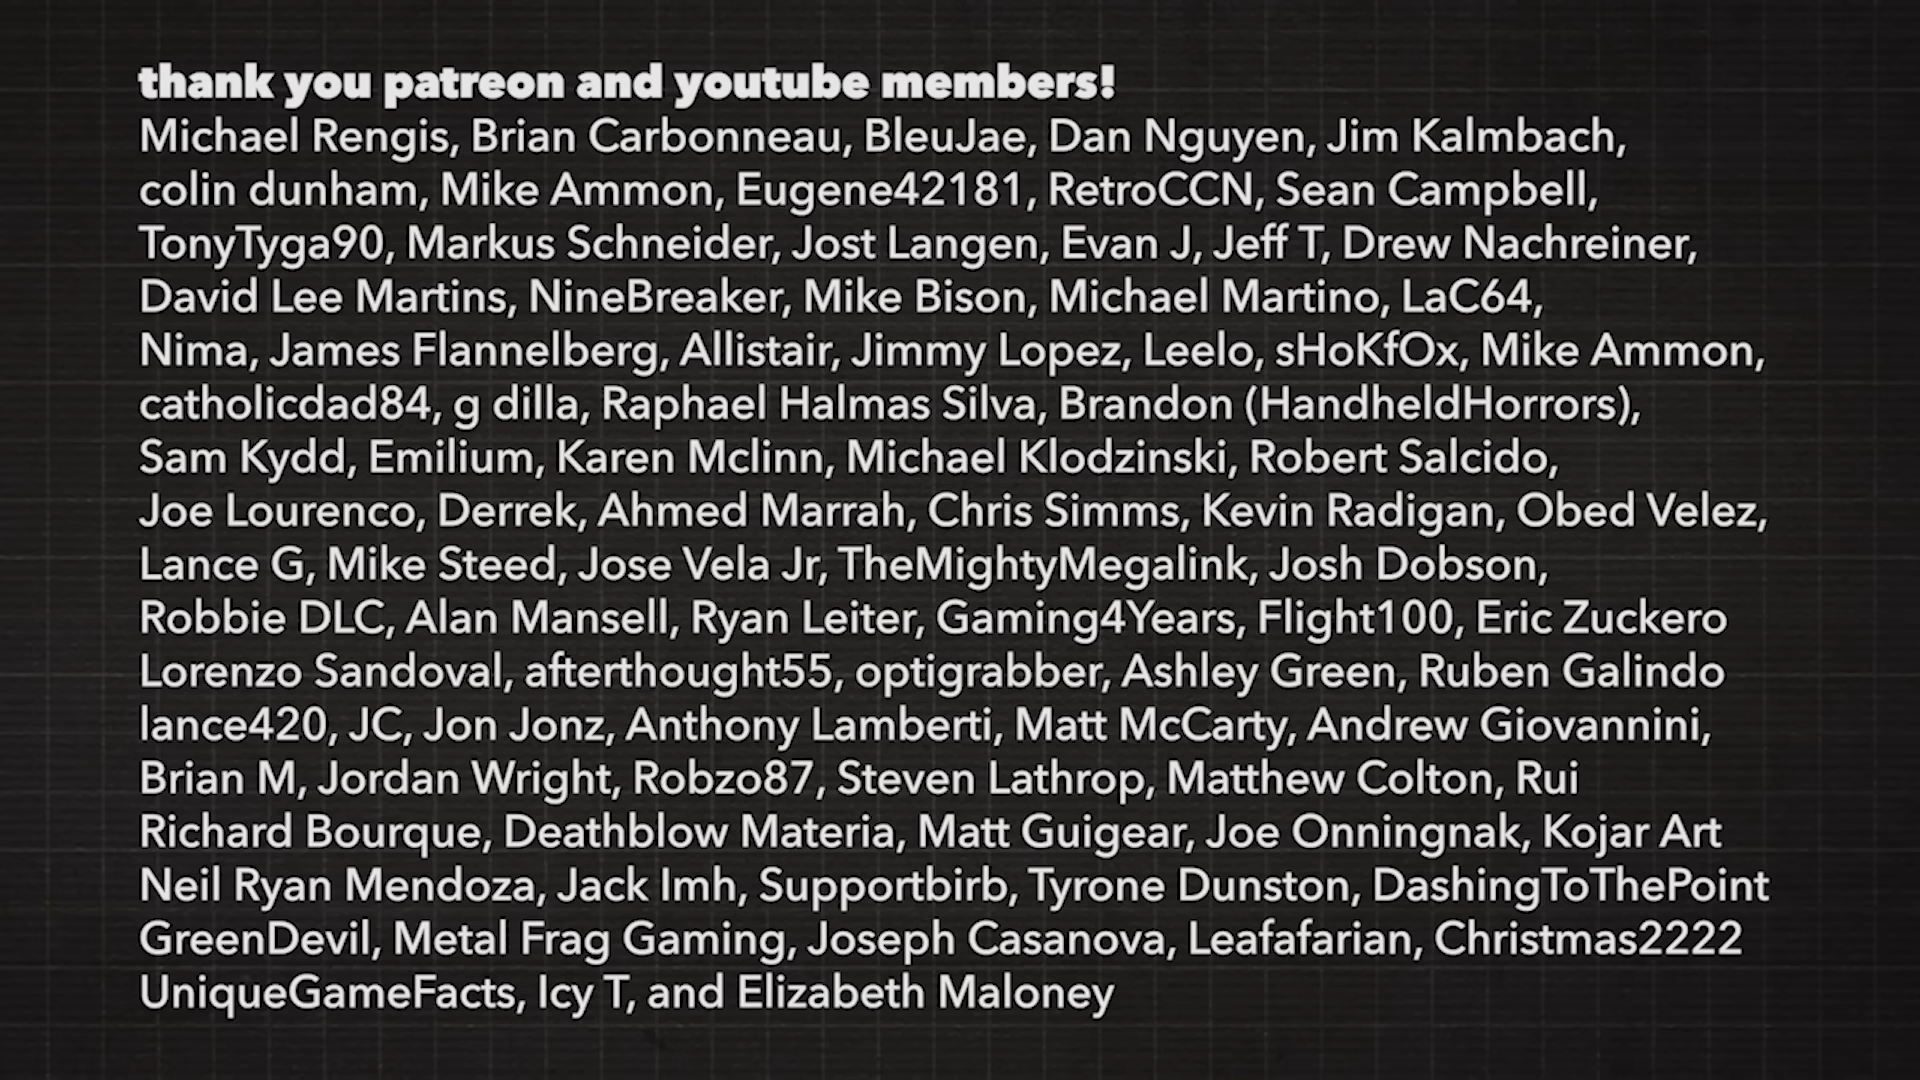 thank you patreon and youtube members!
Michael Rengis, Brian Carbonneau, BleuJae, Dan Nguyen, Jim Kalmbach,
colin dunham, Mike Ammon, Eugene42181, RetroCCN, Sean Campbell,
TonyTyga90, Markus Schneider, Jost Langen, Evan J, Jeff T, Drew Nachreiner,
David Lee Martins, NineBreaker, Mike Bison, Michael Martino, LaC64,
Nima, James Flannelberg, Allistair, Jimmy Lopez, Leelo, sHoKfOx, Mike Ammon,
catholicdad84, g dilla, Raphael Halmas Silva, Brandon (HandheldHorrors),
Sam Kydd, Emilium, Karen Mclinn, Michael Klodzinski, Robert Salcido,
Joe Lourenco, Derrek, Ahmed Marrah, Chris Simms, Kevin Radigan, Obed Velez,
Lance G, Mike Steed, Jose Vela Jr, TheMightyMegalink, Josh Dobson,
Robbie DLC, Alan Mansell, Ryan Leiter, Gaming4Years, Flight100, Eric Zuckero
Lorenzo Sandoval, afterthought55, optigrabber, Ashley Green, Ruben Galindo
lance420, JC, Jon Jonz, Anthony Lamberti, Matt McCarty, Andrew Giovannini,
Brian M, Jordan Wright, Robzo87, Steven Lathrop, Matthew Colton, Rui
Richard Bourque, Deathblow Materia, Matt Guigear, Joe Onningnak, Kojar Art
Neil Ryan Mendoza, Jack Imh, Supportbirb, Tyrone Dunston, DashingToThePoint
GreenDevil, Metal Frag Gaming, Joseph Casanova, Leafafarian, Christmas2222
UniqueGameFacts, Icy T, and Elizabeth Maloney